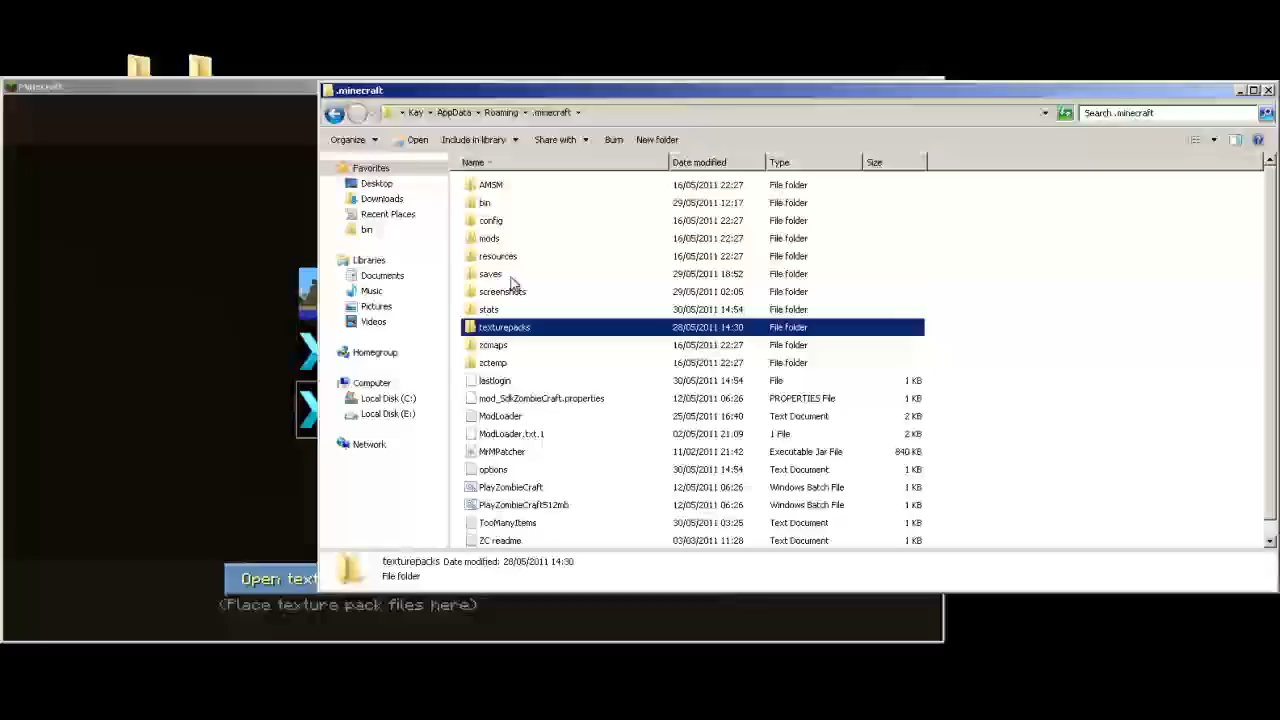 Minecraft
.minecraft
Kay AppData Roaming .minecraft
Search .minecraft
Organize Open Include in library Share with Burn New folder
Name Date modified Type Size
Favorites
Desktop
Downloads
Recent Places
bin
Libraries
Documents
Music
Pictures
Videos
Homegroup
Computer
Local Disk (C:)
Local Disk (E:)
Network
AMSM 16/05/2011 22:27 File folder
bin 29/05/2011 12:17 File folder
config 16/05/2011 22:27 File folder
mods 16/05/2011 22:27 File folder
resources 16/05/2011 22:27 File folder
saves 29/05/2011 18:52 File folder
screenshots 29/05/2011 02:05 File folder
stats 30/05/2011 14:54 File folder
texturepacks 28/05/2011 14:30 File folder
zcmaps 16/05/2011 22:27 File folder
zctemp 16/05/2011 22:27 File folder
lastlogin 30/05/2011 14:54 File 1 KB
mod_SdkZombieCraft.properties 12/05/2011 06:26 PROPERTIES File 1 KB
ModLoader 25/05/2011 16:40 Text Document 2 KB
ModLoader.txt.1 02/05/2011 21:09 1 File 2 KB
MrMPatcher 11/02/2011 21:42 Executable Jar File 840 KB
options 30/05/2011 14:54 Text Document 1 KB
PlayZombieCraft 12/05/2011 06:26 Windows Batch File 1 KB
PlayZombieCraft512mb 12/05/2011 06:26 Windows Batch File 1 KB
TooManyItems 30/05/2011 03:25 Text Document 1 KB
ZC readme 03/03/2011 11:28 Text Document 1 KB
texturepacks Date modified: 28/05/2011 14:30
File folder
Open text
(Place texture pack files here)